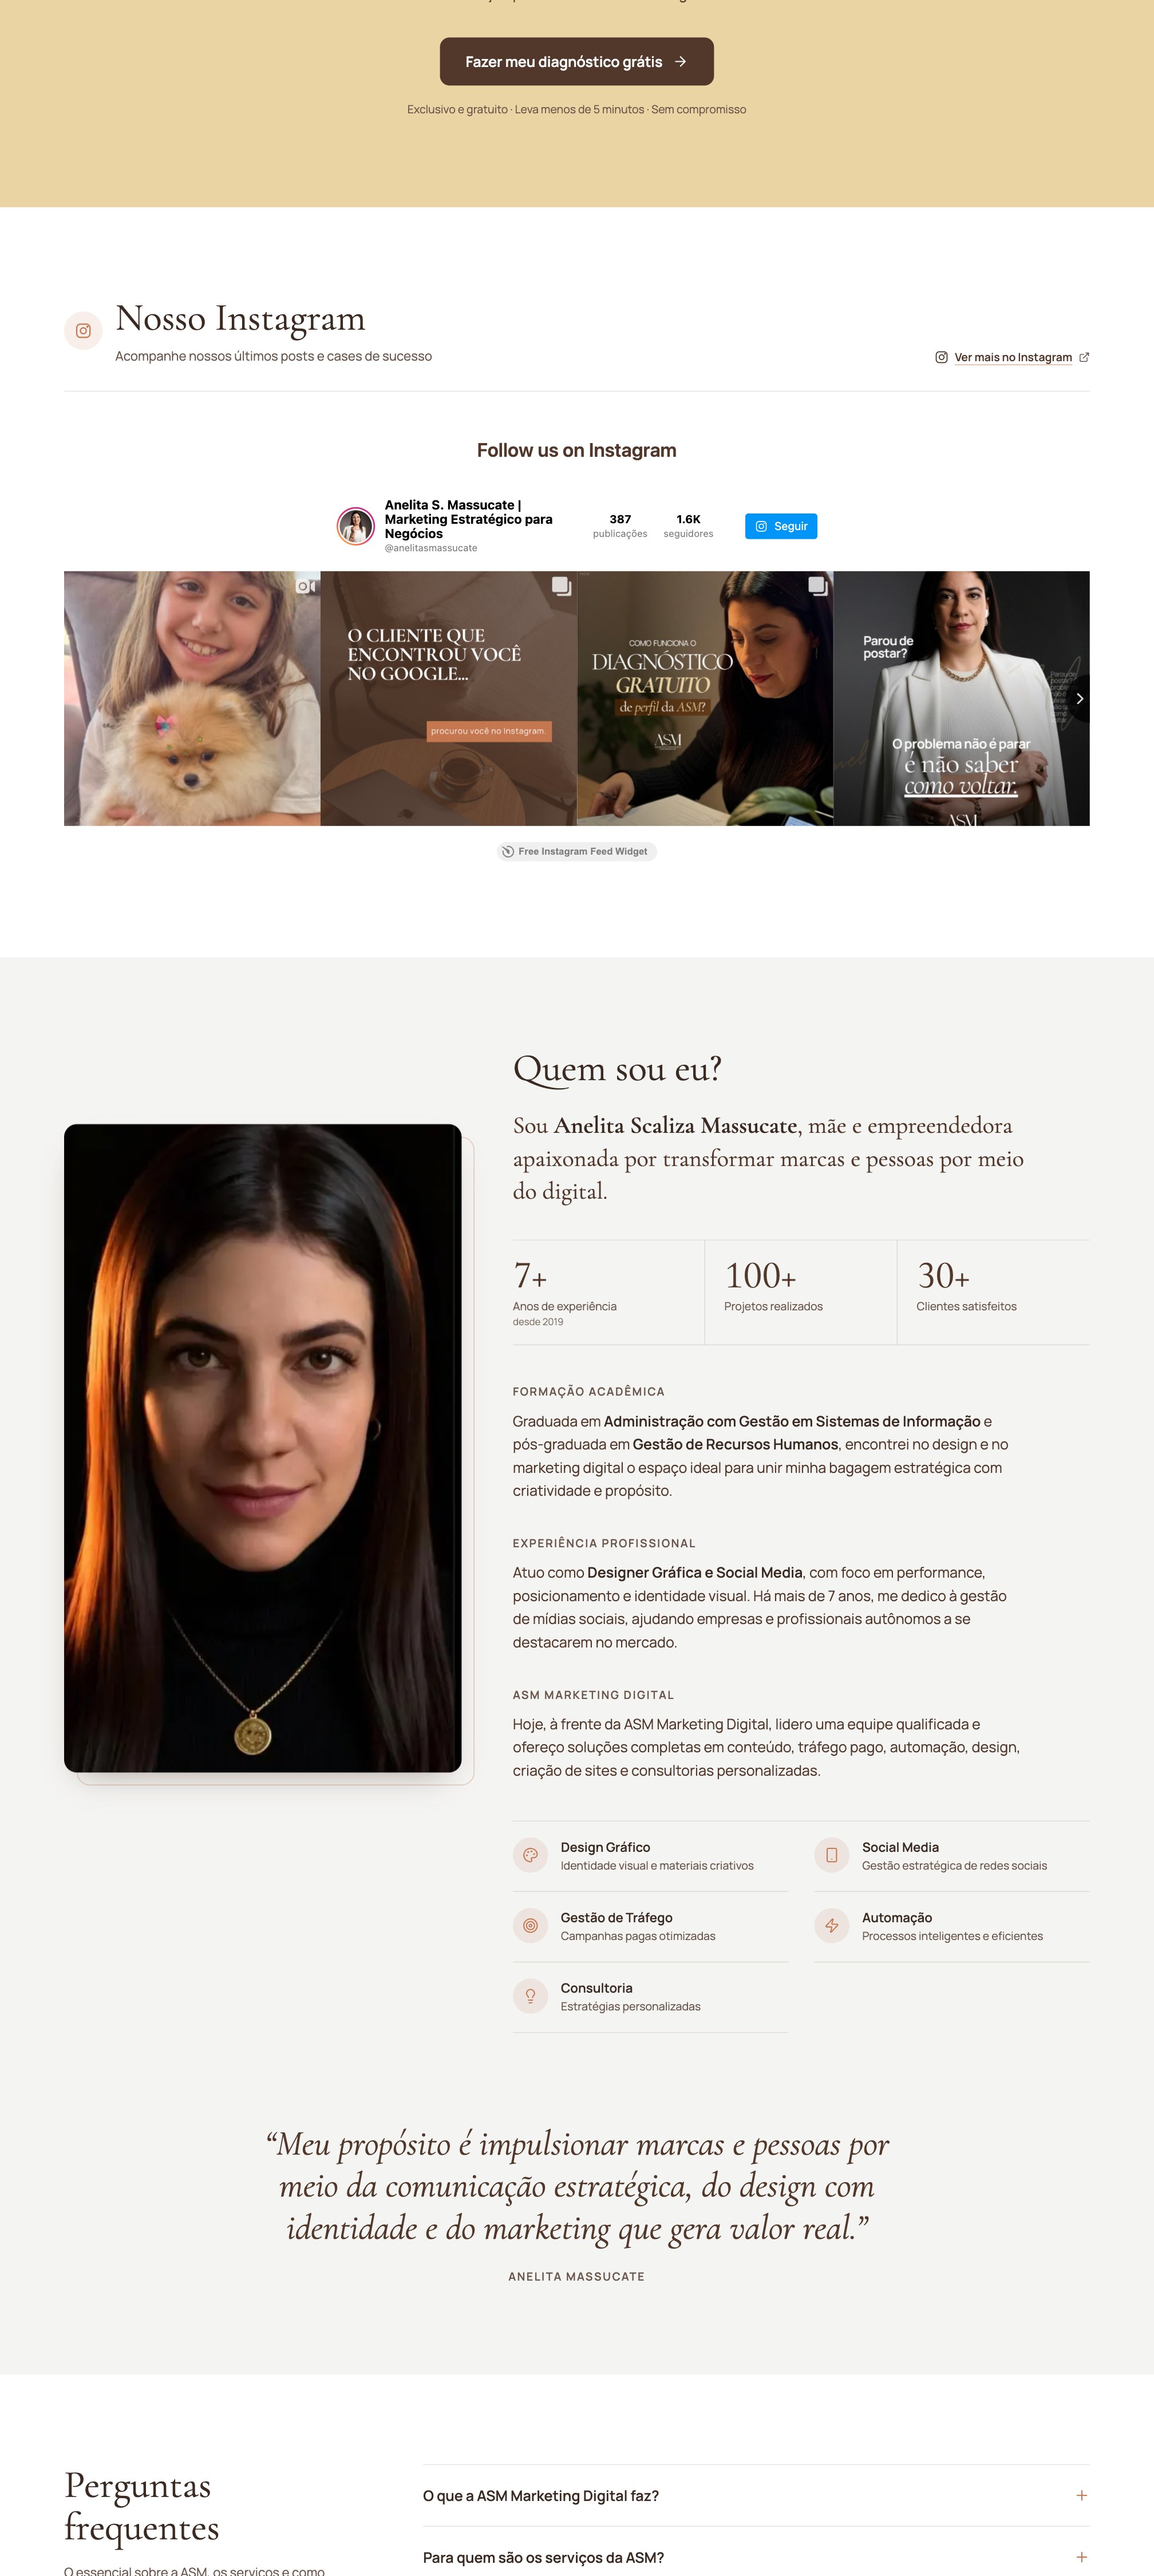 Fazer meu diagnóstico grátis
Exclusivo e gratuito · Leva menos de 5 minutos · Sem compromisso
Nosso Instagram
Acompanhe nossos últimos posts e cases de sucesso
Ver mais no Instagram
Follow us on Instagram
Anelita S. Massucate |
Marketing Estratégico para
Negócios
@anelitasmassucate
387
publicações
1.6K
seguidores
Seguir
O CLIENTE QUE
ENCONTROU VOCÊ
NO GOOGLE...
procurou você no Instagram.
COMO FUNCIONA O
DIAGNÓSTICO
GRATUITO
de perfil da ASM?
ASM
Parou de
postar?
O problema não é parar
é não saber
como voltar.
ASM
Free Instagram Feed Widget
Quem sou eu?
Sou Anelita Scaliza Massucate, mãe e empreendedora
apaixonada por transformar marcas e pessoas por meio
do digital.
7+
Anos de experiência
desde 2019
100+
Projetos realizados
30+
Clientes satisfeitos
FORMAÇÃO ACADÊMICA
Graduada em Administração com Gestão em Sistemas de Informação e
pós-graduada em Gestão de Recursos Humanos, encontrei no design e no
marketing digital o espaço ideal para unir minha bagagem estratégica com
criatividade e propósito.
EXPERIÊNCIA PROFISSIONAL
Atuo como Designer Gráfica e Social Media, com foco em performance,
posicionamento e identidade visual. Há mais de 7 anos, me dedico à gestão
de mídias sociais, ajudando empresas e profissionais autônomos a se
destacarem no mercado.
ASM MARKETING DIGITAL
Hoje, à frente da ASM Marketing Digital, lidero uma equipe qualificada e
ofereço soluções completas em conteúdo, tráfego pago, automação, design,
criação de sites e consultorias personalizadas.
Design Gráfico
Identidade visual e materiais criativos
Social Media
Gestão estratégica de redes sociais
Gestão de Tráfego
Campanhas pagas otimizadas
Automação
Processos inteligentes e eficientes
Consultoria
Estratégias personalizadas
“Meu propósito é impulsionar marcas e pessoas por
meio da comunicação estratégica, do design com
identidade e do marketing que gera valor real.”
ANELITA MASSUCATE
Perguntas
frequentes
O essencial sobre a ASM, os serviços e como
O que a ASM Marketing Digital faz?
Para quem são os serviços da ASM?